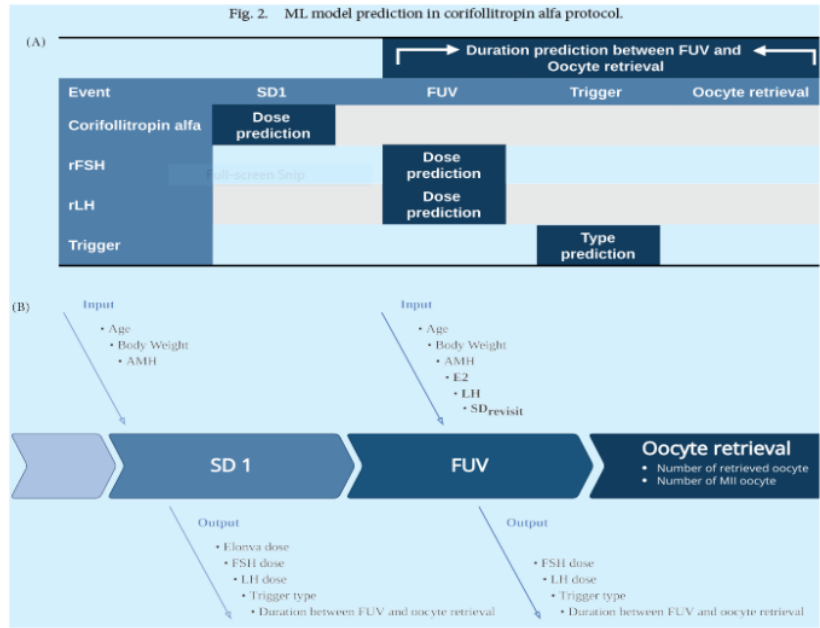 Fig. 2. ML model prediction in corifollitropin alfa protocol.
(A)
Duration prediction between FUV and
Oocyte retrieval
Event SD1 FUV Trigger Oocyte retrieval
Corifollitropin alfa Dose prediction
rFSH Dose prediction
Full-screen Snip
rLH Dose prediction
Trigger Type prediction
(B)
Input
• Age
• Body Weight
• AMH
Input
• Age
• Body Weight
• AMH
• E2
• LH
• SDrevisit
SD 1
FUV
Oocyte retrieval
• Number of retrieved oocyte
• Number of MII oocyte
Output
• Elonva dose
• FSH dose
• LH dose
• Trigger type
• Duration between FUV and oocyte retrieval
Output
• FSH dose
• LH dose
• Trigger type
• Duration between FUV and oocyte retrieval